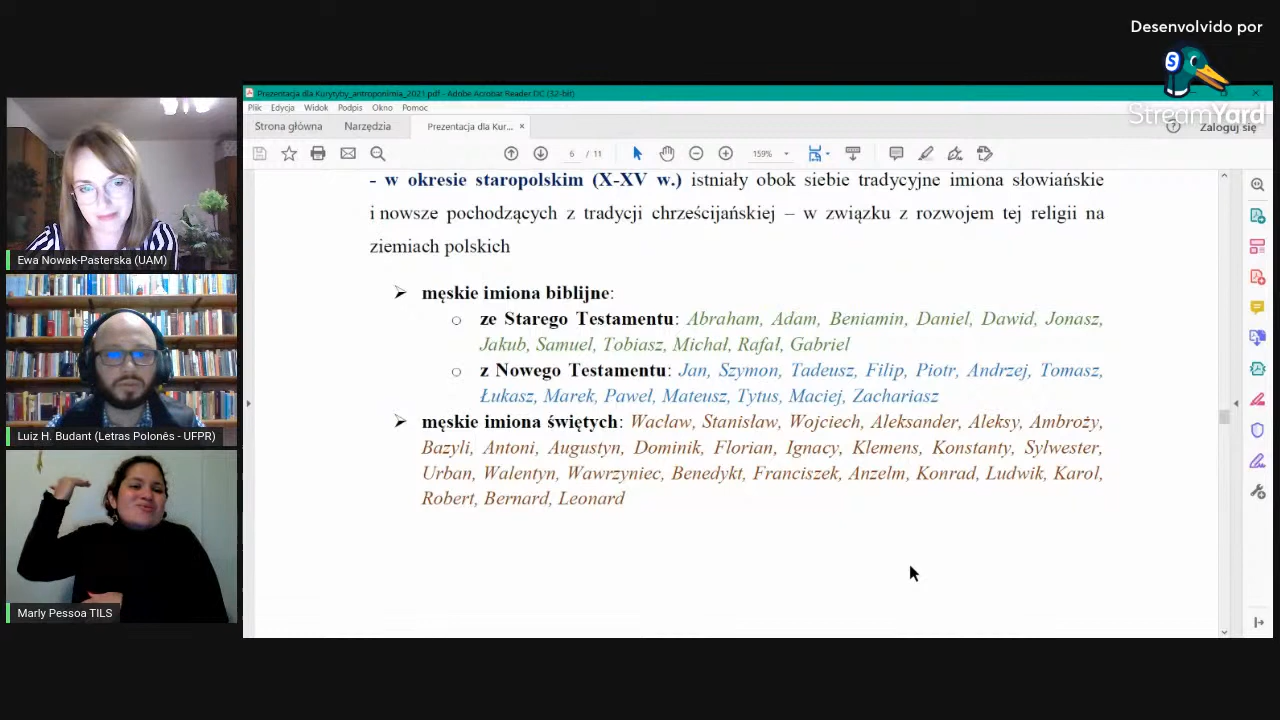 Desenvolvido por
S
StreamYard
Prezentacja dla Kurytyby_antroponimia_2021.pdf - Adobe Acrobat Reader DC (32-bit)
Plik Edycja Widok Podpis Okno Pomoc
Strona główna Narzędzia Prezentacja dla Kur... × Zaloguj się
6 / 11 159%
- w okresie staropolskim (X-XV w.) istniały obok siebie tradycyjne imiona słowiańskie
i nowsze pochodzących z tradycji chrześcijańskiej – w związku z rozwojem tej religii na
ziemiach polskich
➢ męskie imiona biblijne:
o ze Starego Testamentu: Abraham, Adam, Beniamin, Daniel, Dawid, Jonasz,
Jakub, Samuel, Tobiasz, Michał, Rafał, Gabriel
o z Nowego Testamentu: Jan, Szymon, Tadeusz, Filip, Piotr, Andrzej, Tomasz,
Łukasz, Marek, Paweł, Mateusz, Tytus, Maciej, Zachariasz
➢ męskie imiona świętych: Wacław, Stanisław, Wojciech, Aleksander, Aleksy, Ambroży,
Bazyli, Antoni, Augustyn, Dominik, Florian, Ignacy, Klemens, Konstanty, Sylwester,
Urban, Walentyn, Wawrzyniec, Benedykt, Franciszek, Anzelm, Konrad, Ludwik, Karol,
Robert, Bernard, Leonard
Ewa Nowak-Pasterska (UAM)
Luiz H. Budant (Letras Polonês - UFPR)
Marly Pessoa TILS